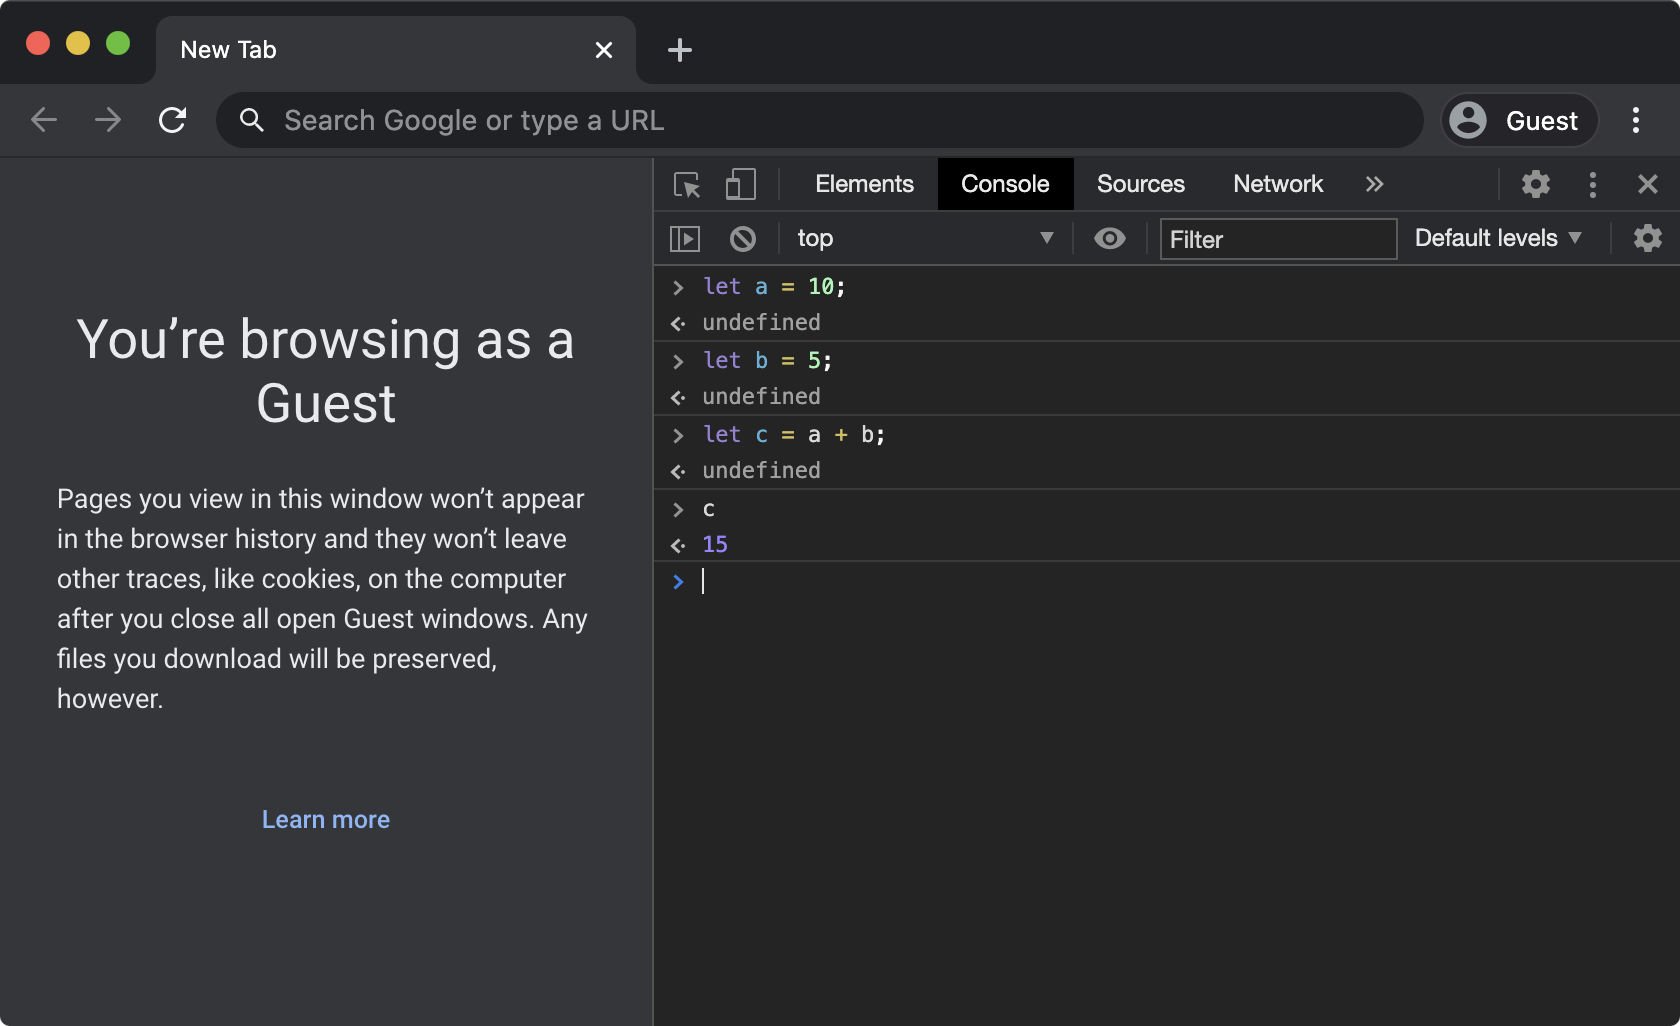 New Tab
Search Google or type a URL
Guest
Elements Console Sources Network
top Filter Default levels
You’re browsing as a
Guest
Pages you view in this window won’t appear
in the browser history and they won’t leave
other traces, like cookies, on the computer
after you close all open Guest windows. Any
files you download will be preserved,
however.
Learn more
let a = 10;
undefined
let b = 5;
undefined
let c = a + b;
undefined
c
15